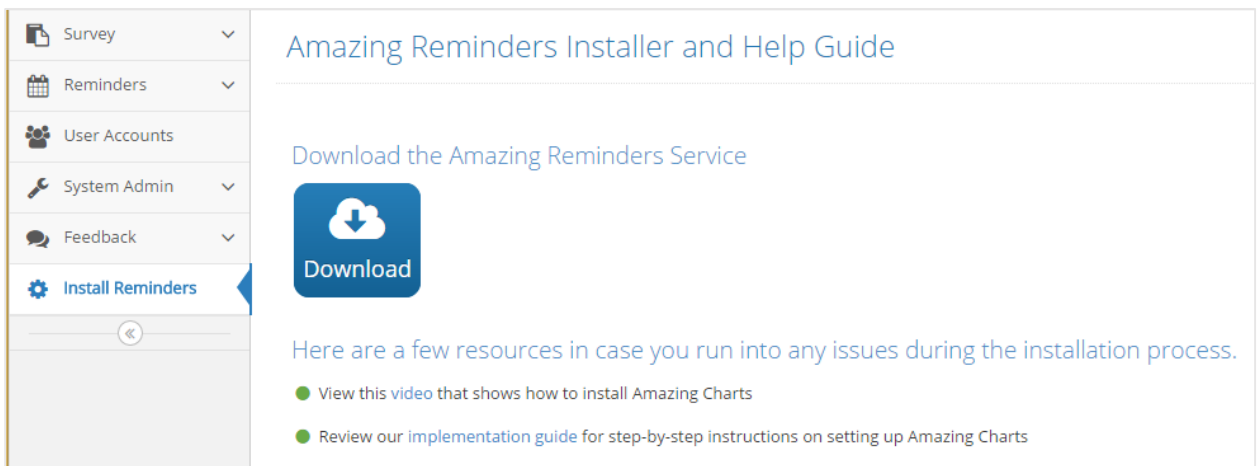 Survey
Reminders
User Accounts
System Admin
Feedback
Install Reminders
Amazing Reminders Installer and Help Guide
Download the Amazing Reminders Service
Download
Here are a few resources in case you run into any issues during the installation process.
View this video that shows how to install Amazing Charts
Review our implementation guide for step-by-step instructions on setting up Amazing Charts